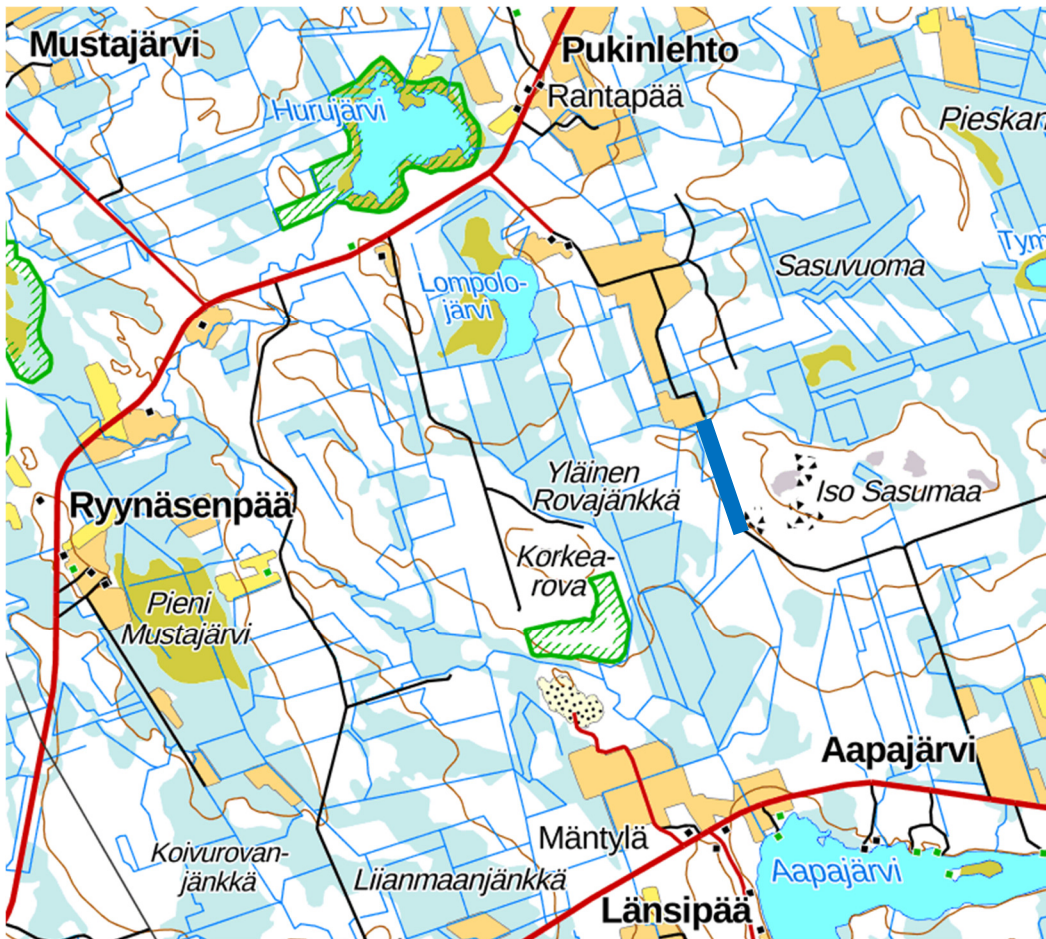 Mustajärvi
Pukinlehto
Rantapää
Hurujärvi
Pieskan
Sasuvuoma
Tym
Lompolo-
järvi
Yläinen
Rovajänkkä
Iso Sasumaa
Ryynäsenpää
Korkea-
rova
Pieni
Mustajärvi
Aapajärvi
Mäntylä
Koivurovan-
jänkkä
Liianmaanjänkkä
Aapajärvi
Länsipää